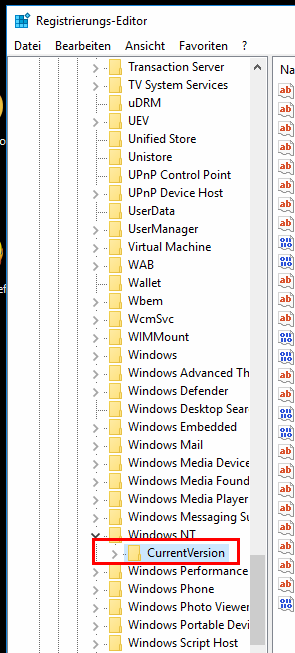 Registrierungs-Editor
Datei Bearbeiten Ansicht Favoriten ?
Transaction Server
TV System Services
uDRM
UEV
Unified Store
Unistore
UPnP Control Point
UPnP Device Host
UserData
UserManager
Virtual Machine
WAB
Wallet
Wbem
WcmSvc
WIMMount
Windows
Windows Advanced Th
Windows Defender
Windows Desktop Sear
Windows Embedded
Windows Mail
Windows Media Device
Windows Media Found
Windows Media Player
Windows Messaging Su
Windows NT
CurrentVersion
Windows Performance
Windows Phone
Windows Photo Viewer
Windows Portable Devi
Windows Script Host
Na